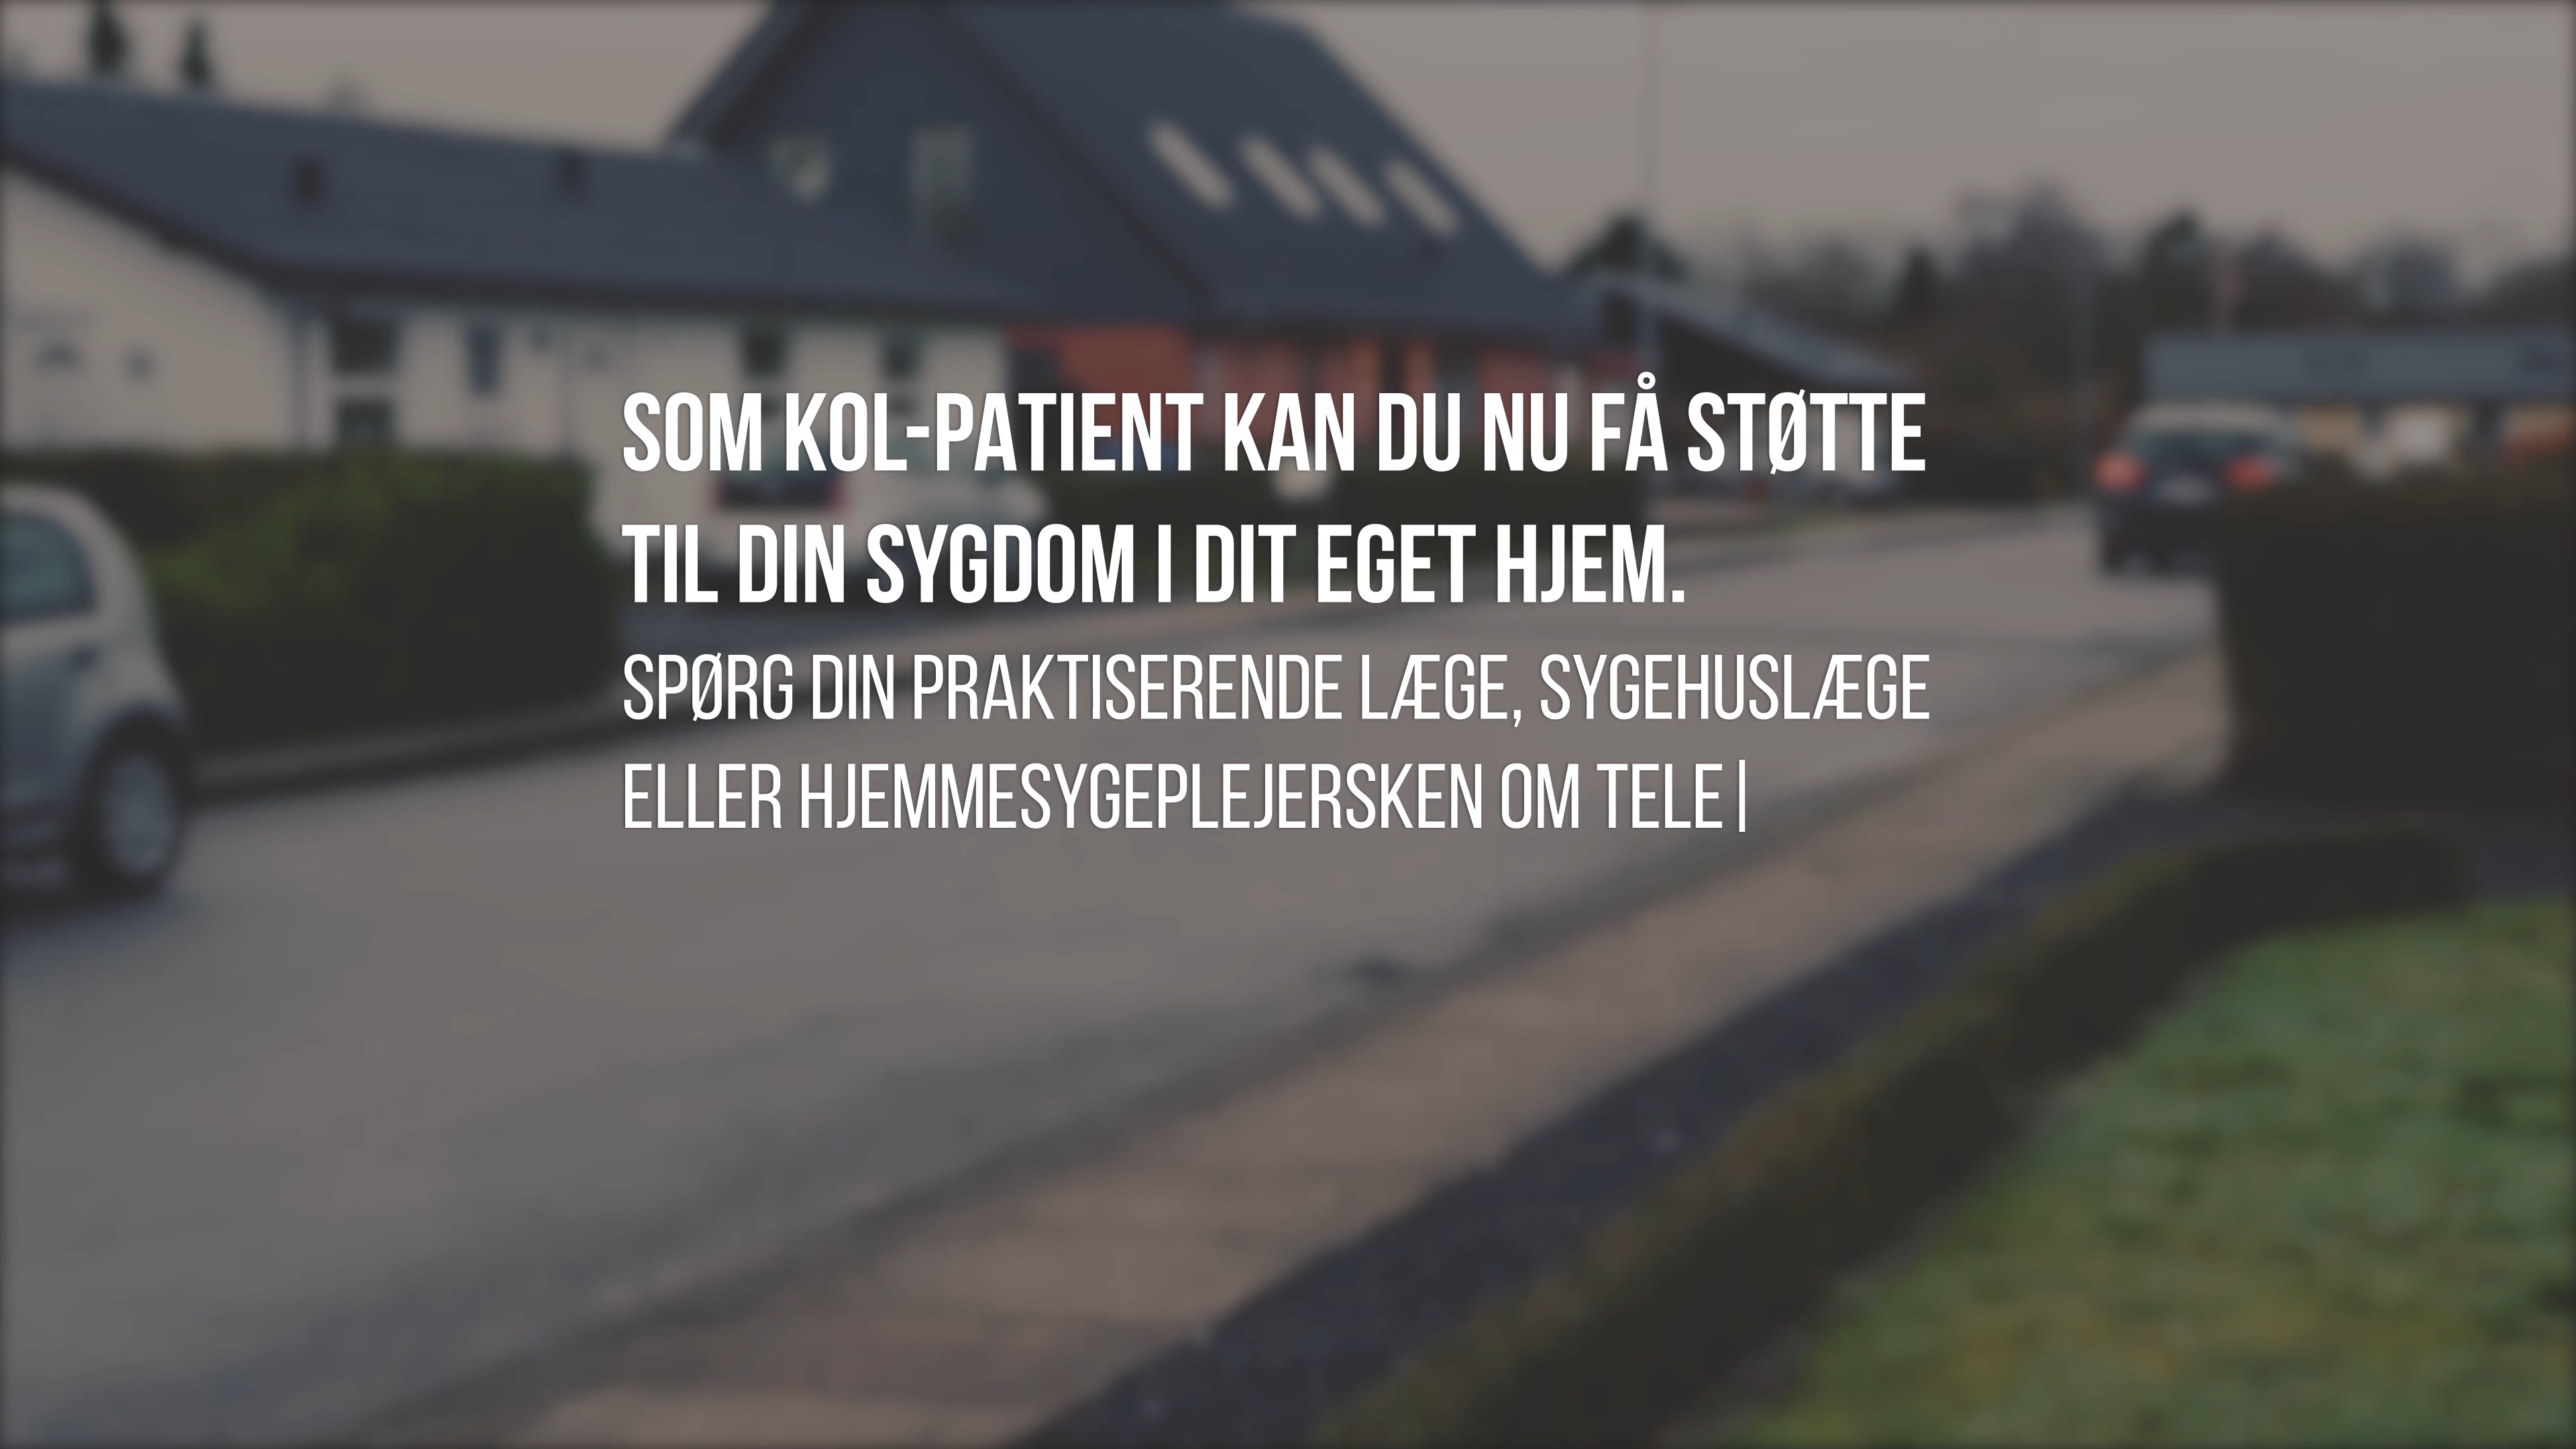 SOM KOL-PATIENT KAN DU NU FÅ STØTTE
TIL DIN SYGDOM I DIT EGET HJEM.
SPØRG DIN PRAKTISERENDE LÆGE, SYGEHUSLÆGE
ELLER HJEMMESYGEPLEJERSKEN OM TELE|